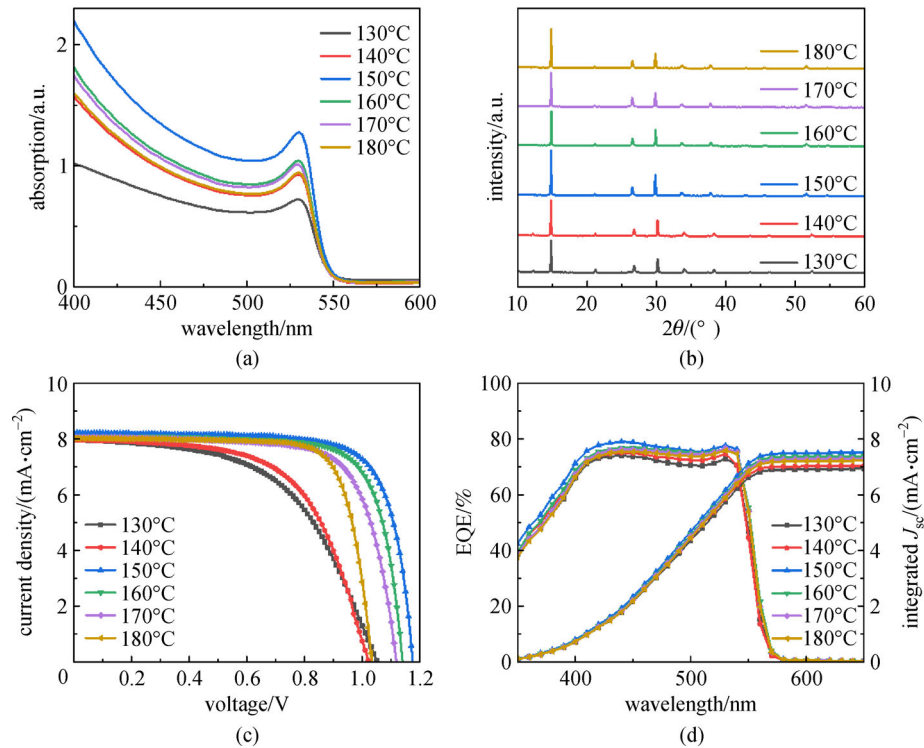 absorption/a.u.
2
1
0
400
450
500
550
600
wavelength/nm
130°C
140°C
150°C
160°C
170°C
180°C
(a)
intensity/a.u.
180°C
170°C
160°C
150°C
140°C
130°C
10
20
30
40
50
60
2θ/(° )
(b)
current density/(mA•cm−2)
10
8
6
4
2
0
0
0.2
0.4
0.6
0.8
1.0
1.2
voltage/V
130°C
140°C
150°C
160°C
170°C
180°C
(c)
EQE/%
100
80
60
40
20
0
400
500
600
wavelength/nm
130°C
140°C
150°C
160°C
170°C
180°C
10
8
6
4
2
0
integrated Jsc/(mA•cm−2)
(d)